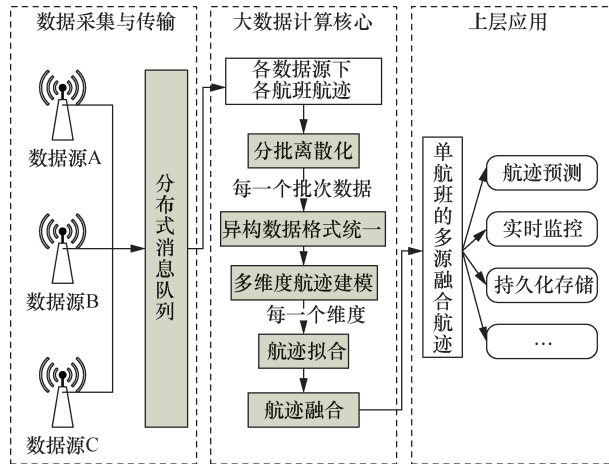 数据采集与传输
数据源A
数据源B
数据源C
分布式消息队列
大数据计算核心
各数据源下
各航班航迹
分批离散化
每一个批次数据
异构数据格式统一
多维度航迹建模
每一个维度
航迹拟合
航迹融合
上层应用
单航班的多源融合航迹
航迹预测
实时监控
持久化存储
…